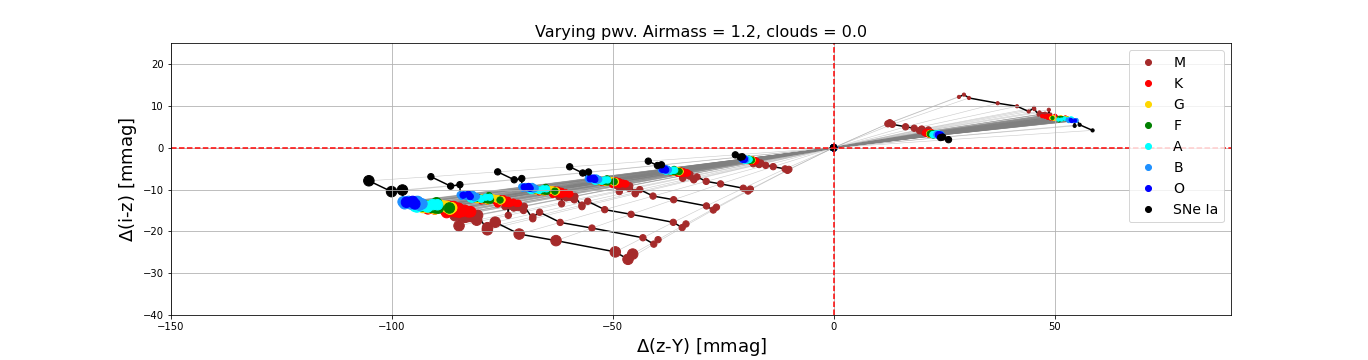 Varying pwv. Airmass = 1.2, clouds = 0.0
Δ(i-z) [mmag]
20
10
0
−10
−20
−30
−40
−150
−100
−50
0
50
Δ(z-Y) [mmag]
M
K
G
F
A
B
O
SNe Ia